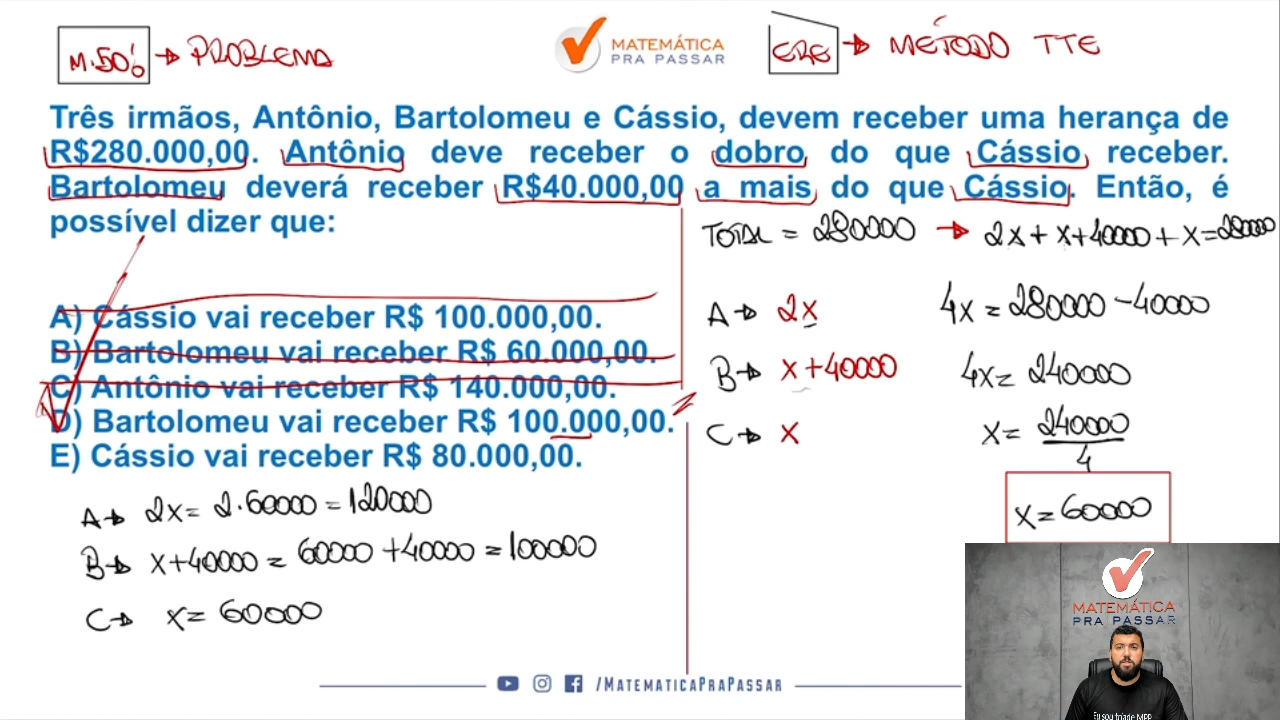 M.50% → PROBLEMA
MATEMÁTICA
PRA PASSAR
→ MÉTODO TTE
Três irmãos, Antônio, Bartolomeu e Cássio, devem receber uma herança de
R$280.000,00. Antônio deve receber o dobro do que Cássio receber.
Bartolomeu deverá receber R$40.000,00 a mais do que Cássio. Então, é
possível dizer que:
TOTAL = 280000 → 2x + x+40000 + x = 280000
A) Cássio vai receber R$ 100.000,00.
B) Bartolomeu vai receber R$ 60.000,00.
C) Antônio vai receber R$ 140.000,00.
D) Bartolomeu vai receber R$ 100.000,00.
E) Cássio vai receber R$ 80.000,00.
A → 2x
B → x + 40000
C → x
4x = 280000 - 40000
4x = 240000
x = 240000
4
x = 60000
A → 2x = 2.60000 = 120000
B → x+40000 = 60000 + 40000 = 100000
C → x = 60000
MATEMÁTICA
PRA PASSAR
/MATEMATICAPRAPASSAR